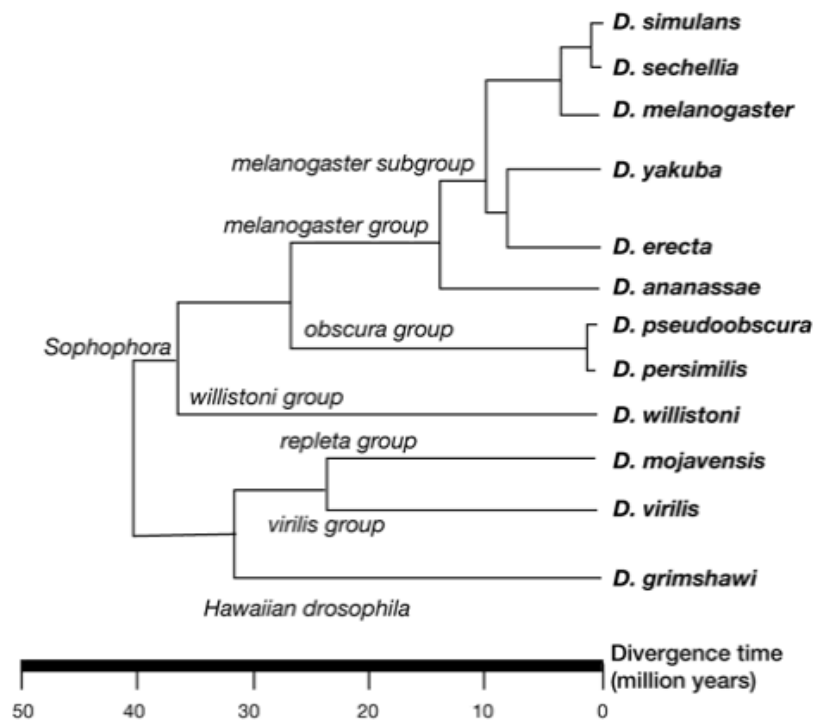 D. simulans
D. sechellia
D. melanogaster
melanogaster subgroup
D. yakuba
melanogaster group
D. erecta
D. ananassae
obscura group
D. pseudoobscura
Sophophora
D. persimilis
willistoni group
D. willistoni
repleta group
D. mojavensis
D. virilis
virilis group
D. grimshawi
Hawaiian drosophila
Divergence time
(million years)
50 40 30 20 10 0